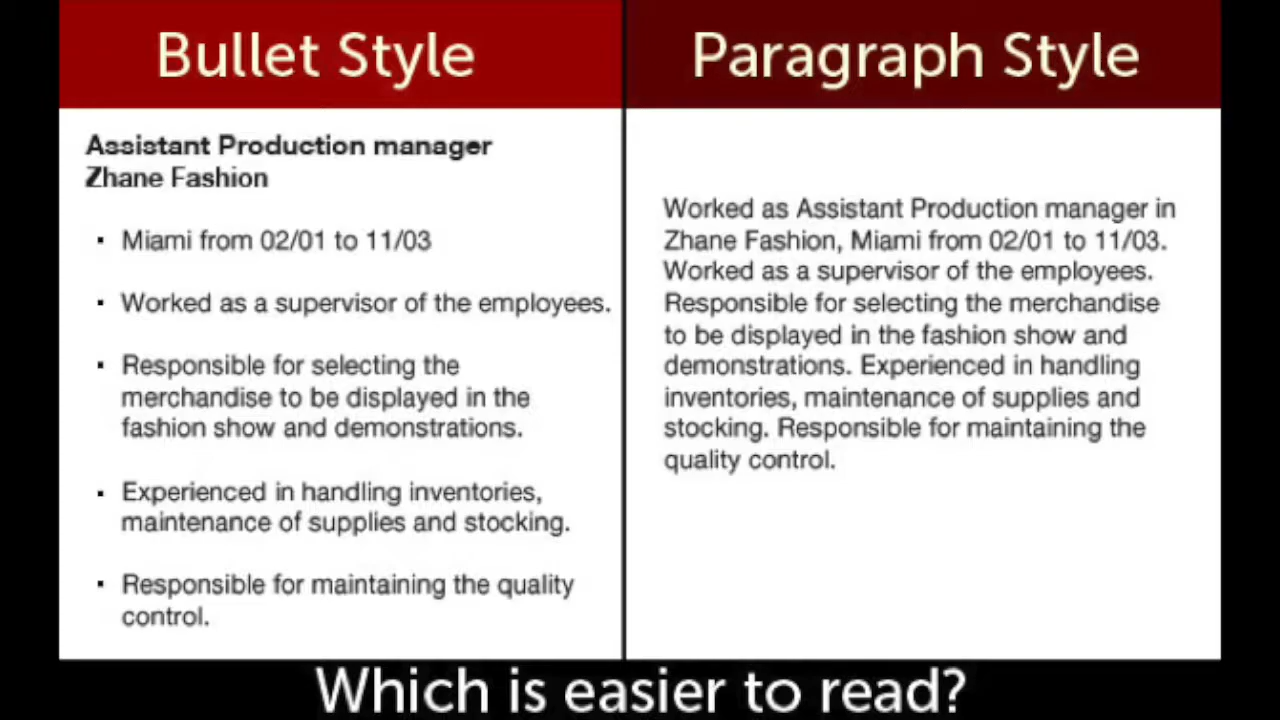 Bullet Style
Assistant Production manager
Zhane Fashion
▪ Miami from 02/01 to 11/03
▪ Worked as a supervisor of the employees.
▪ Responsible for selecting the
merchandise to be displayed in the
fashion show and demonstrations.
▪ Experienced in handling inventories,
maintenance of supplies and stocking.
▪ Responsible for maintaining the quality
control.
Paragraph Style
Worked as Assistant Production manager in
Zhane Fashion, Miami from 02/01 to 11/03.
Worked as a supervisor of the employees.
Responsible for selecting the merchandise
to be displayed in the fashion show and
demonstrations. Experienced in handling
inventories, maintenance of supplies and
stocking. Responsible for maintaining the
quality control.
Which is easier to read?